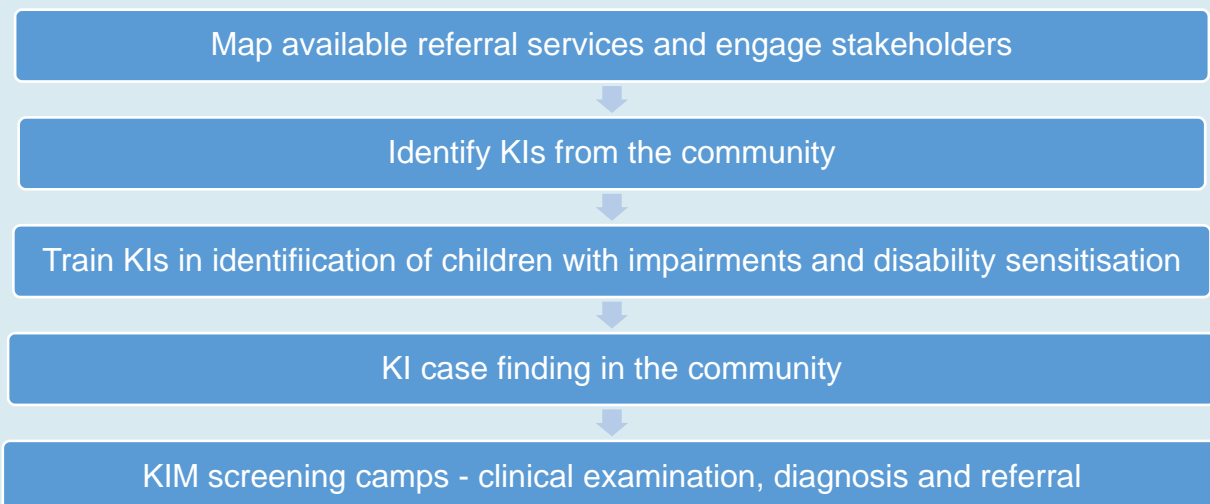 Map available referral services and engage stakeholders
Identify KIs from the community
Train KIs in identifiication of children with impairments and disability sensitisation
KI case finding in the community
KIM screening camps - clinical examination, diagnosis and referral